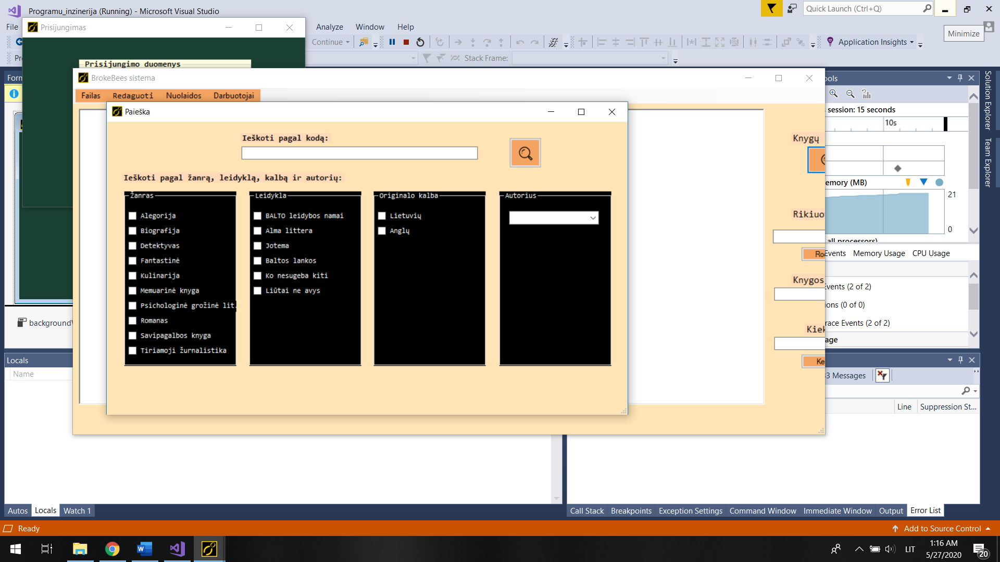 Programu_inzinerija (Running) - Microsoft Visual Studio
Quick Launch (Ctrl+Q)
File
Analyze Window Help
Minimize
Prisijungimas
Continue
Application Insights
Stack Frame:
Prisijungimo duomenys
BrokeBees sistema
Failas Redaguoti Nuolaidos Darbuotojai
Paieška
session: 15 seconds
10s
Ieškoti pagal kodą:
Knygų
Ieškoti pagal žanrą, leidyklą, kalbą ir autorių:
Žanras
Alegorija
Biografija
Detektyvas
Fantastinė
Kulinarija
Memuarinė knyga
Psichologinė grožinė lit.
Romanas
Savipagalbos knyga
Tiriamoji žurnalistika
Leidykla
BALTO leidybos namai
Alma littera
Jotema
Baltos lankos
Ko nesugeba kiti
Liūtai ne avys
Originalo kalba
Lietuvių
Anglų
Autorius
emory (MB)
21
0
Rikiuo
all processors)
Ro
Events Memory Usage CPU Usage
Knygos
Events (2 of 2)
ions (0 of 0)
race Events (2 of 2)
Kiek
age
Ke
Solution Explorer
Team Explorer
Form
ools
Pr
background
Locals
Name
33 Messages
Line Suppression St...
Autos Locals Watch 1
Call Stack Breakpoints Exception Settings Command Window Immediate Window Output Error List
Ready
Add to Source Control
LIT
1:16 AM
5/27/2020
20